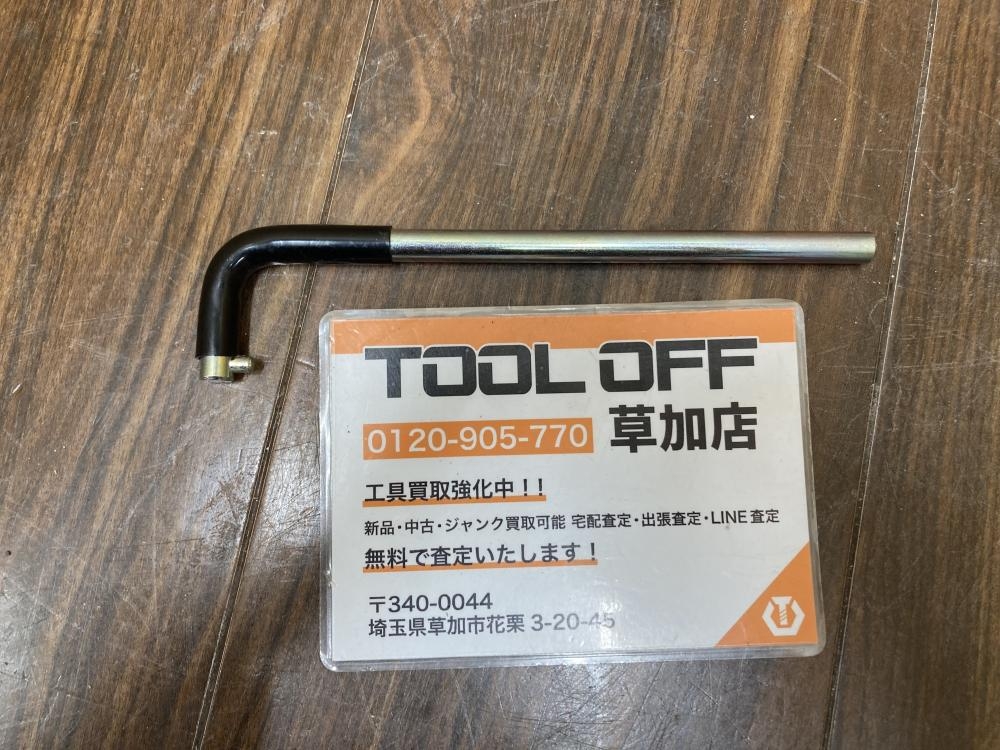 TOOL OFF
0120-905-770 草加店
工具買取強化中！！
新品・中古・ジャンク買取可能 宅配査定・出張査定・LINE査定
無料で査定いたします！
〒340-0044
埼玉県草加市花栗 3-20-45